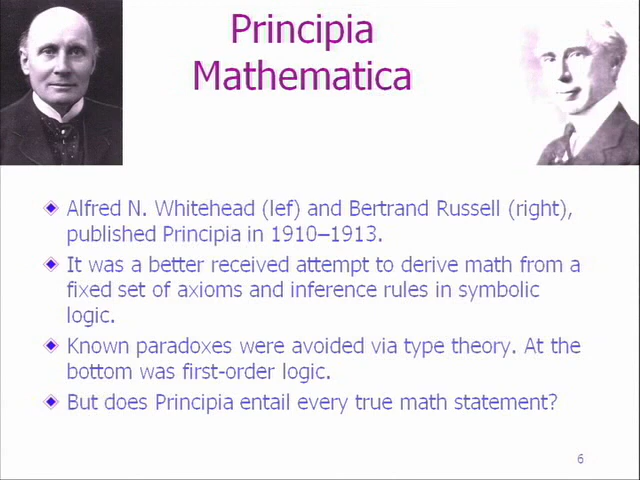 Principia
Mathematica
Alfred N. Whitehead (lef) and Bertrand Russell (right),
published Principia in 1910–1913.
It was a better received attempt to derive math from a
fixed set of axioms and inference rules in symbolic
logic.
Known paradoxes were avoided via type theory. At the
bottom was first-order logic.
But does Principia entail every true math statement?
6